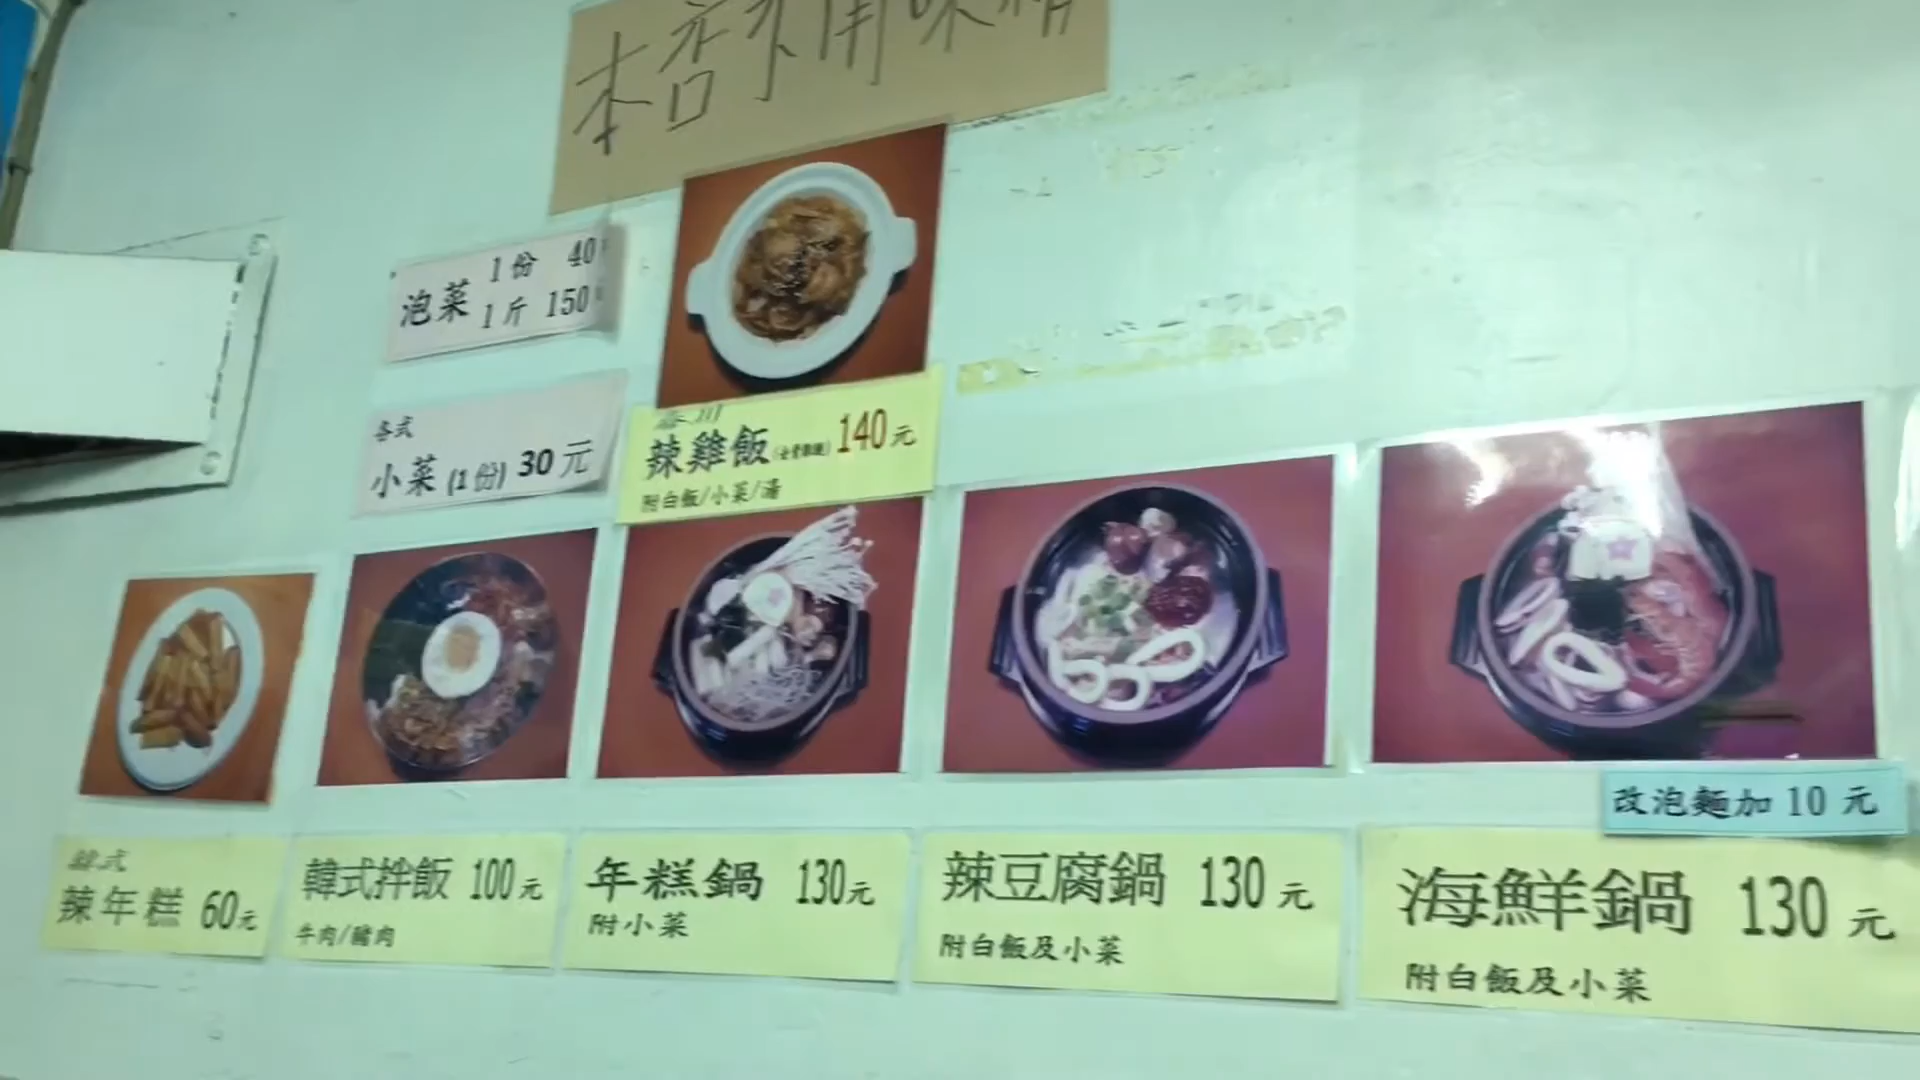 本店不用味精
泡菜
1份 40
1斤 150
各式
小菜(1份)30元
春川
辣雞飯 140元
附白飯/小菜/湯
韓式
辣年糕 60元
韓式拌飯 100元
牛肉/豬肉
年糕鍋 130元
附小菜
辣豆腐鍋 130元
附白飯及小菜
改泡麵加10元
海鮮鍋 130元
附白飯及小菜